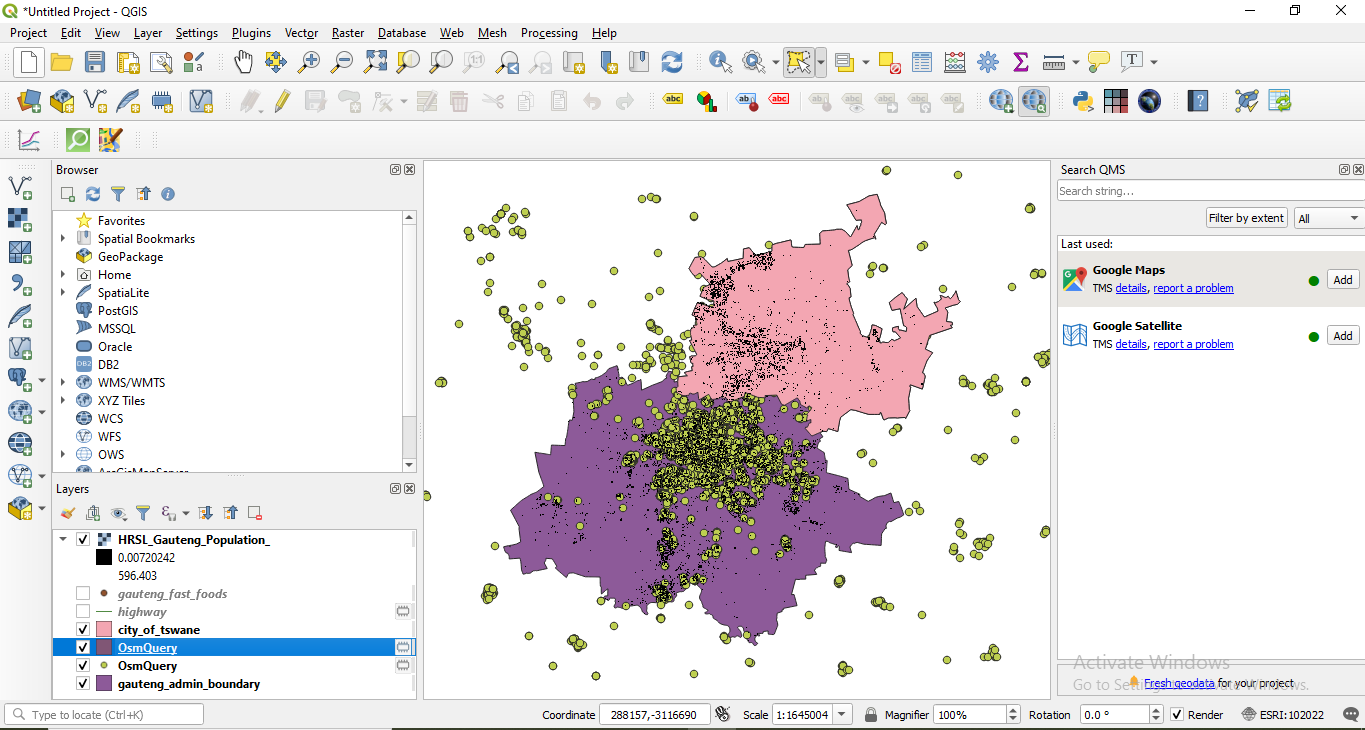 *Untitled Project - QGIS
Project Edit View Layer Settings Plugins Vector Raster Database Web Mesh Processing Help
Browser
Favorites
Spatial Bookmarks
GeoPackage
Home
SpatiaLite
PostGIS
MSSQL
Oracle
DB2
WMS/WMTS
XYZ Tiles
WCS
WFS
OWS
ArcGisMapServer
Layers
HRSL_Gauteng_Population_
0.00720242
596.403
gauteng_fast_foods
highway
city_of_tswane
OsmQuery
OsmQuery
gauteng_admin_boundary
Search QMS
Search string...
Filter by extent All
Last used:
Google Maps
TMS details, report a problem
Add
Google Satellite
TMS details, report a problem
Add
Activate Windows
Go to Settings to activate Windows.
Fresh geodata for your project
Type to locate (Ctrl+K) Coordinate 288157,-3116690 Scale 1:1645004 Magnifier 100% Rotation 0.0 ° Render ESRI:102022